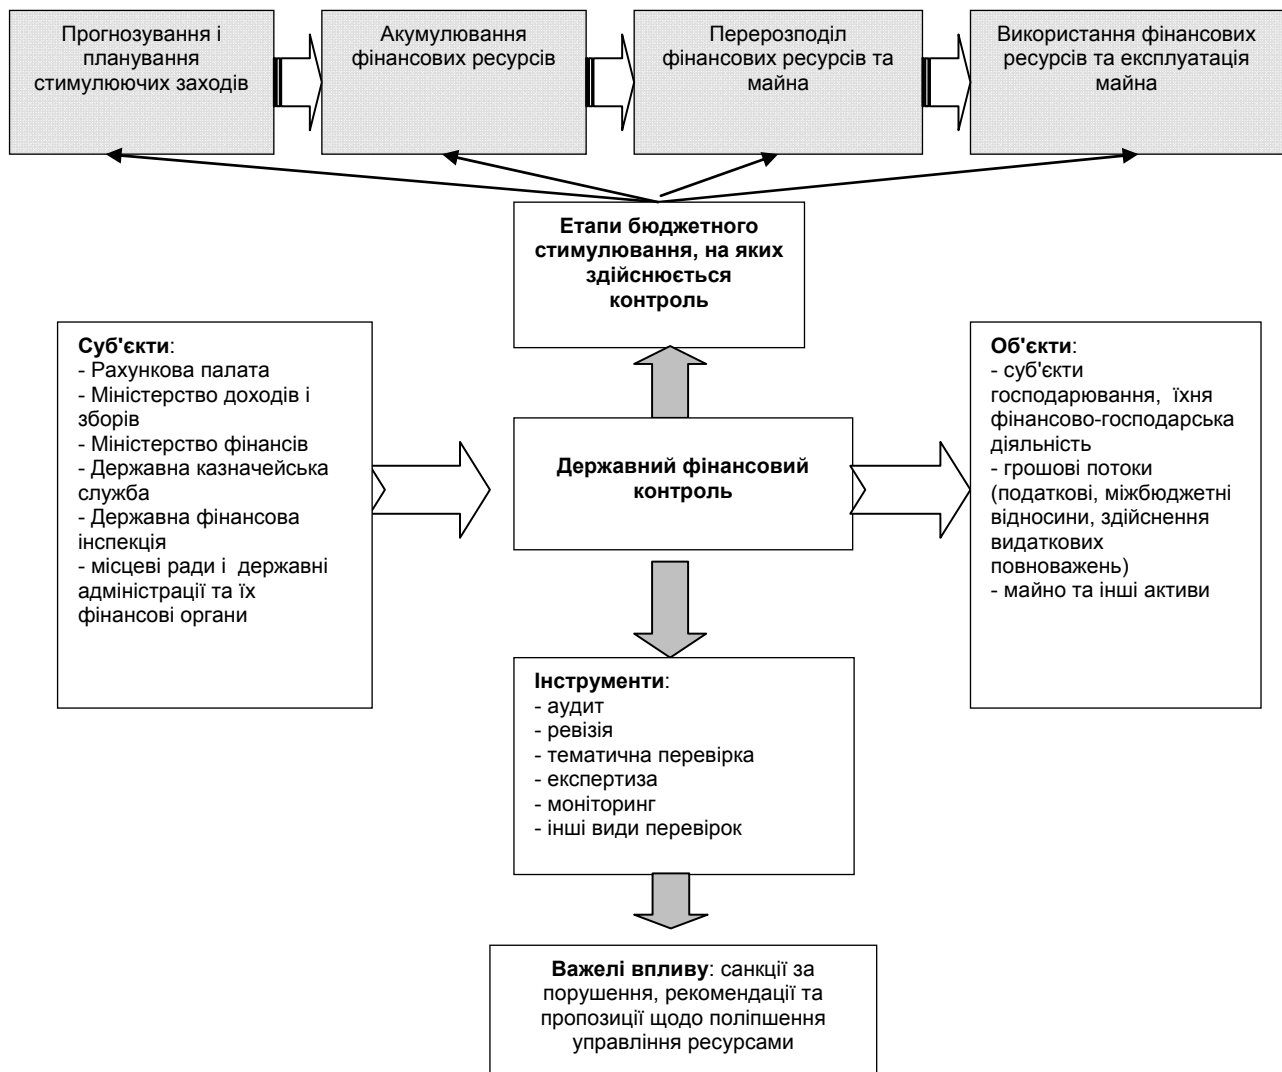 Прогнозування і
планування
стимулюючих заходів
Акумулювання
фінансових ресурсів
Перерозподіл
фінансових ресурсів та
майна
Використання фінансових
ресурсів та експлуатація
майна
Етапи бюджетного
стимулювання, на яких
здійснюється
контроль
Суб'єкти:
- Рахункова палата
- Міністерство доходів і
зборів
- Міністерство фінансів
- Державна казначейська
служба
- Державна фінансова
інспекція
- місцеві ради і державні
адміністрації та їх
фінансові органи
Державний фінансовий
контроль
Об'єкти:
- суб'єкти
господарювання, їхня
фінансово-господарська
діяльність
- грошові потоки
(податкові, міжбюджетні
відносини, здійснення
видаткових
повноважень)
- майно та інші активи
Інструменти:
- аудит
- ревізія
- тематична перевірка
- експертиза
- моніторинг
- інші види перевірок
Важелі впливу: санкції за
порушення, рекомендації та
пропозиції щодо поліпшення
управління ресурсами